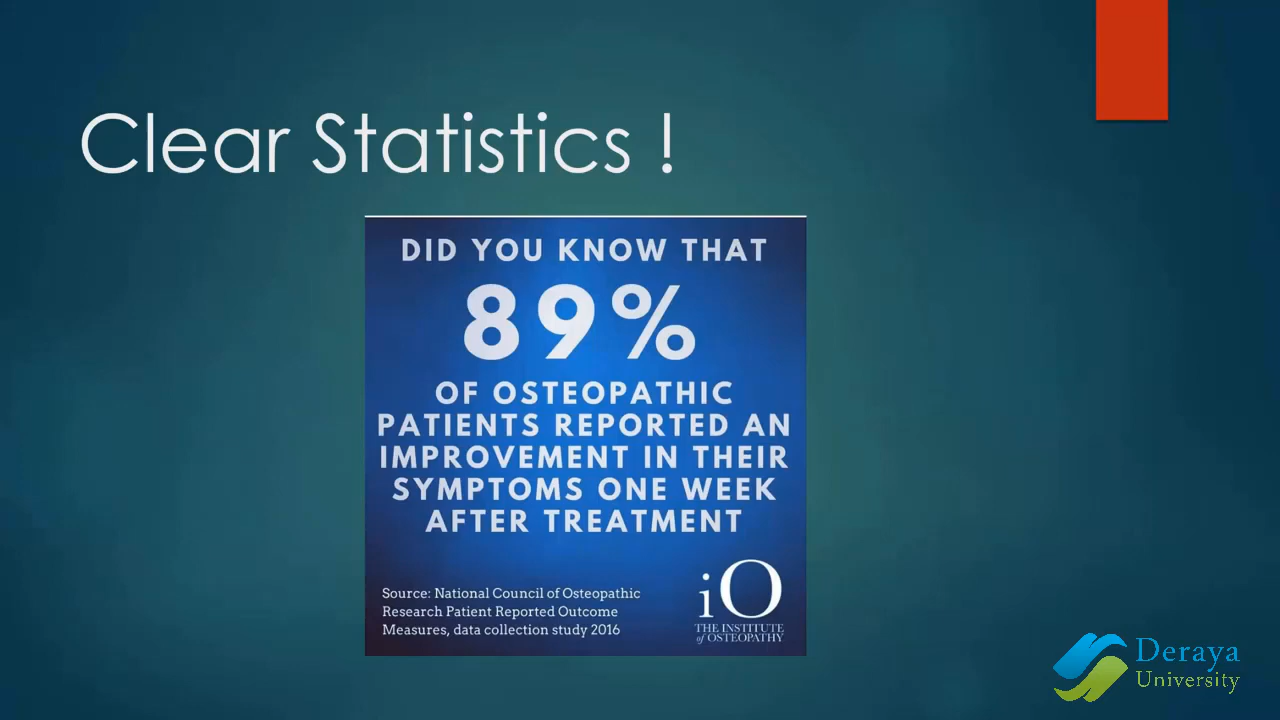 Clear Statistics !
DID YOU KNOW THAT
89%
OF OSTEOPATHIC
PATIENTS REPORTED AN
IMPROVEMENT IN THEIR
SYMPTOMS ONE WEEK
AFTER TREATMENT
Source: National Council of Osteopathic
Research Patient Reported Outcome
Measures, data collection study 2016
iO
THE INSTITUTE
of OSTEOPATHY
Deraya
University